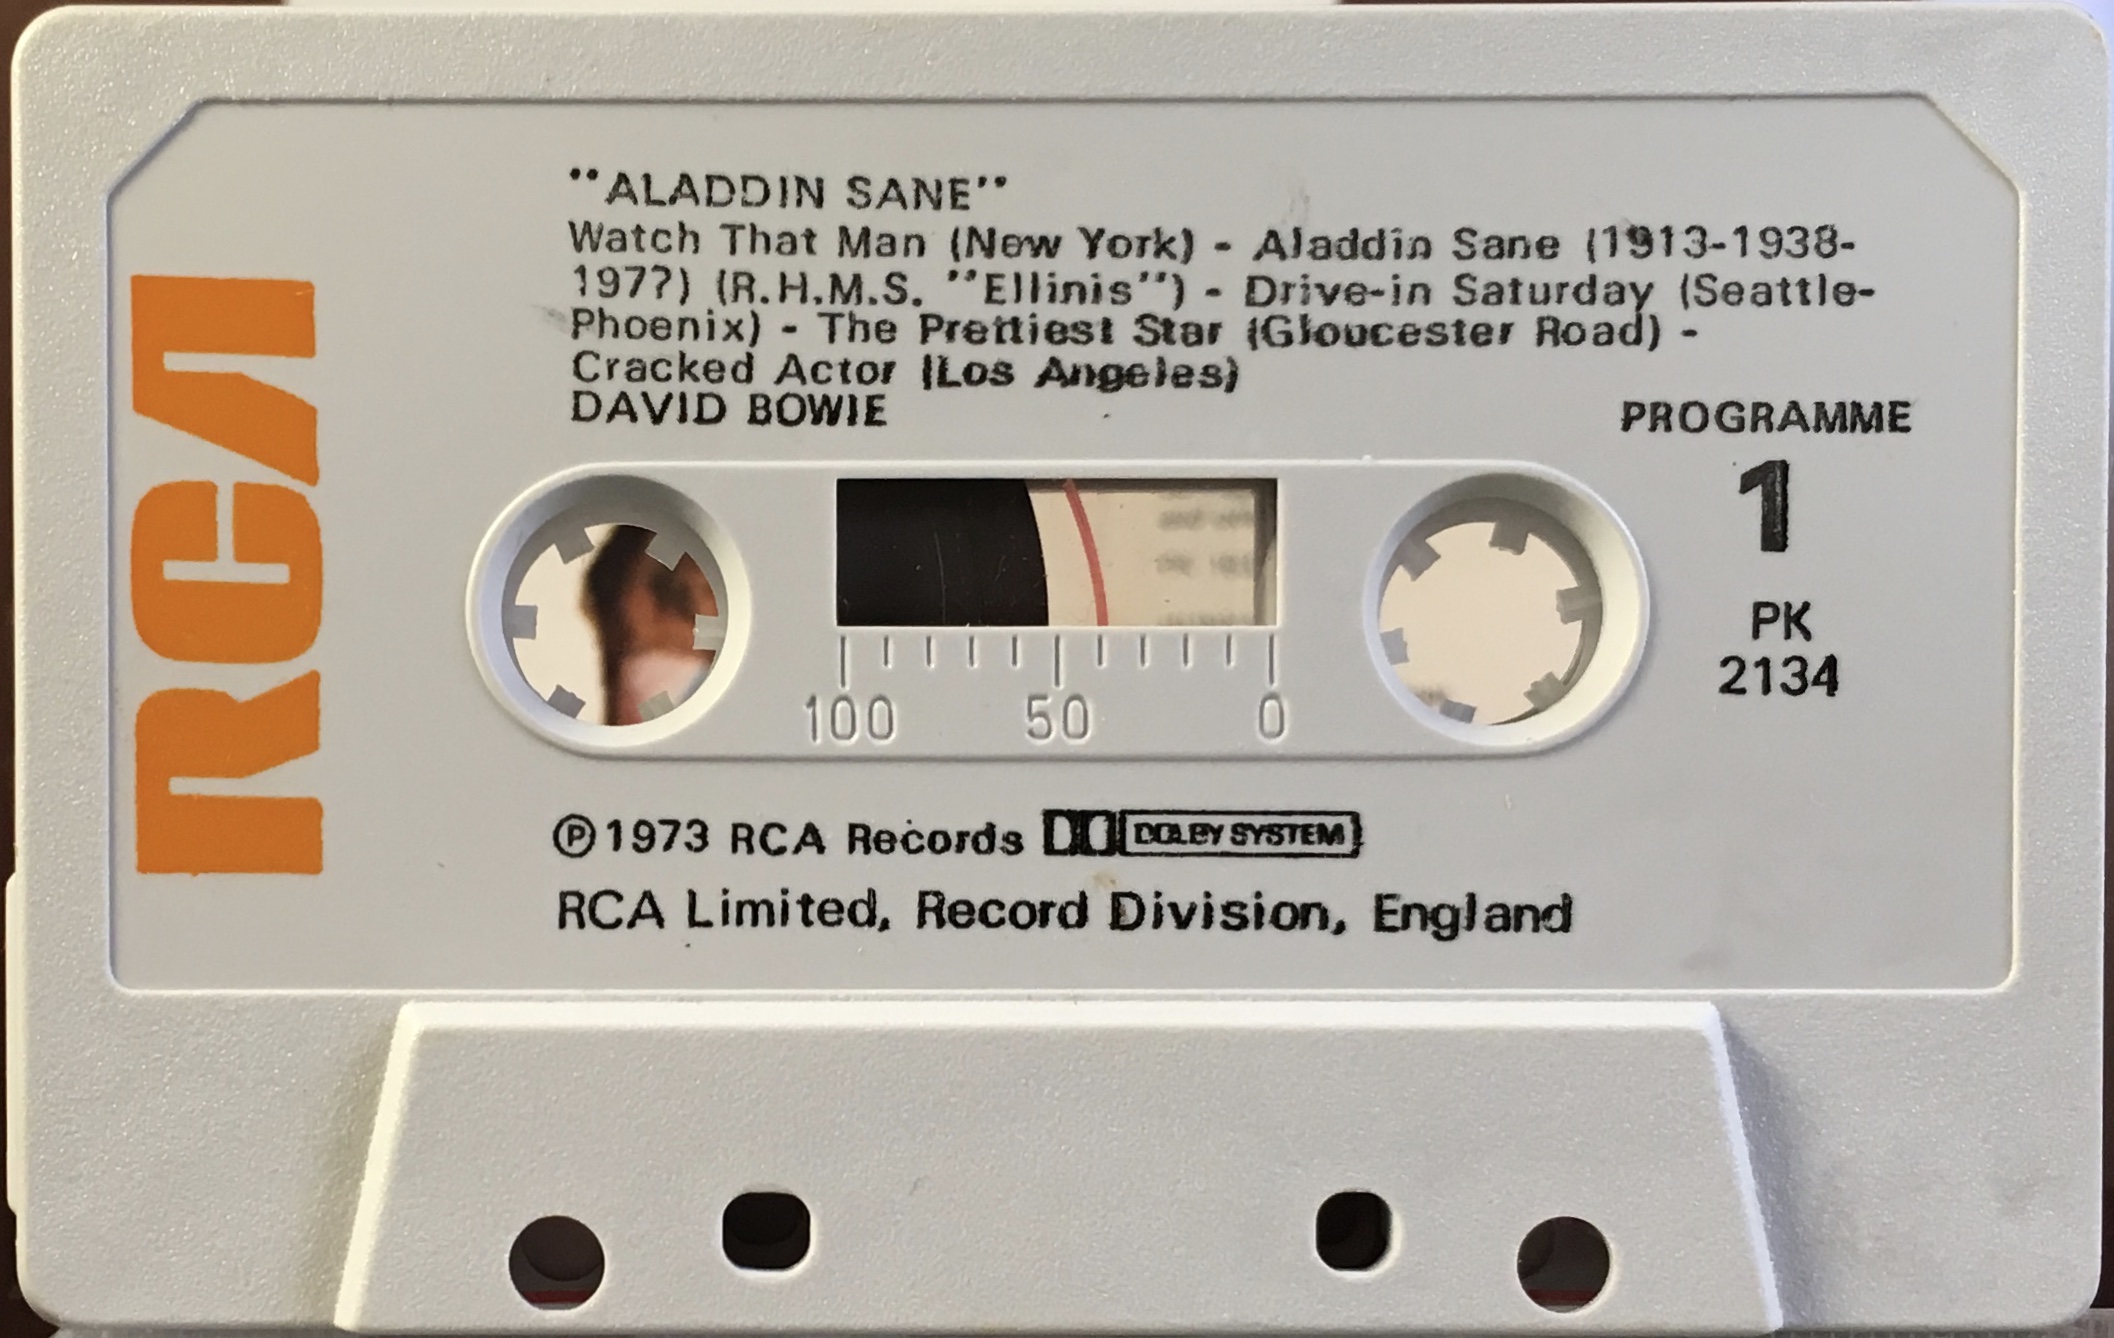 RCA
"ALADDIN SANE"
Watch That Man (New York) - Aladdin Sane (1913-1938-
197?) (R.H.M.S. "Ellinis") - Drive-in Saturday (Seattle-
Phoenix) - The Prettiest Star (Gloucester Road) -
Cracked Actor (Los Angeles)
DAVID BOWIE
PROGRAMME
1
PK
2134
100 50 0
℗ 1973 RCA Records DOLBY SYSTEM
RCA Limited, Record Division, England